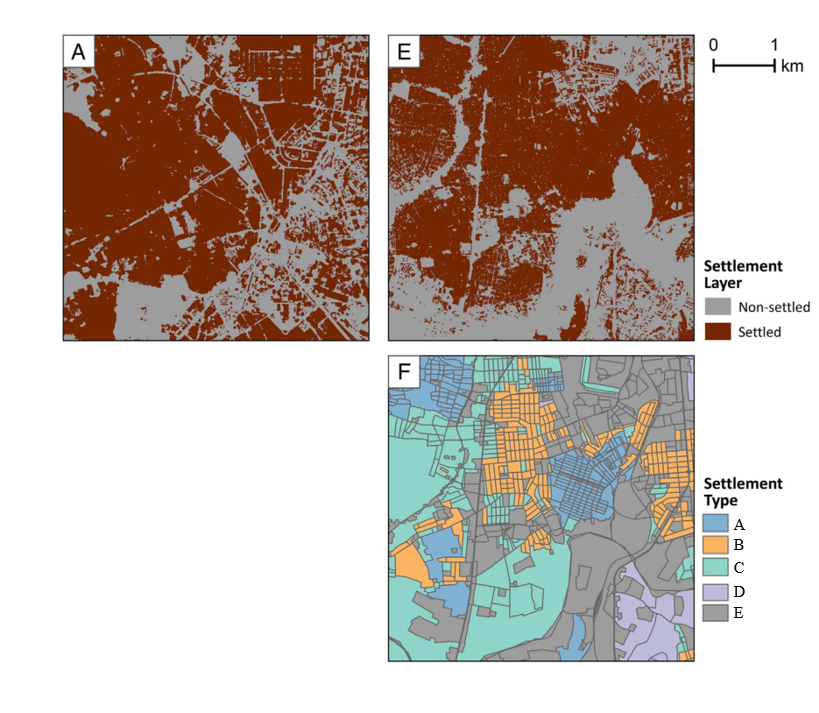 A
E
0 1
km
Settlement
Layer
Non-settled
Settled
F
Settlement
Type
A
B
C
D
E